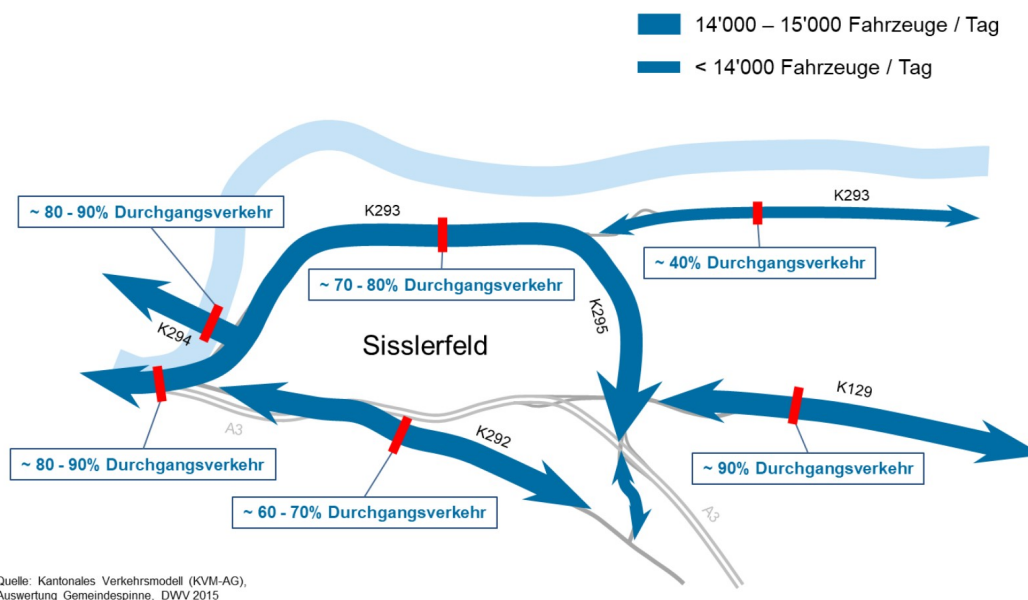 14'000 – 15'000 Fahrzeuge / Tag
< 14'000 Fahrzeuge / Tag
~ 80 - 90% Durchgangsverkehr
K293
K293
~ 40% Durchgangsverkehr
~ 70 - 80% Durchgangsverkehr
K295
K294
Sisslerfeld
K129
A3
K292
~ 80 - 90% Durchgangsverkehr
~ 90% Durchgangsverkehr
~ 60 - 70% Durchgangsverkehr
A3
Quelle: Kantonales Verkehrsmodell (KVM-AG),
Auswertung Gemeindespinne, DWV 2015